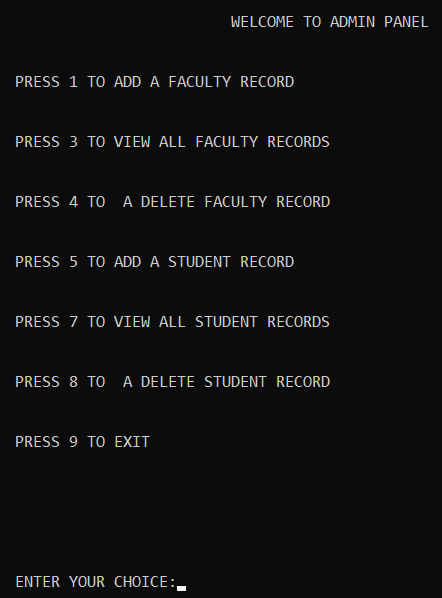 WELCOME TO ADMIN PANEL
PRESS 1 TO ADD A FACULTY RECORD
PRESS 3 TO VIEW ALL FACULTY RECORDS
PRESS 4 TO  A DELETE FACULTY RECORD
PRESS 5 TO ADD A STUDENT RECORD
PRESS 7 TO VIEW ALL STUDENT RECORDS
PRESS 8 TO  A DELETE STUDENT RECORD
PRESS 9 TO EXIT
ENTER YOUR CHOICE: